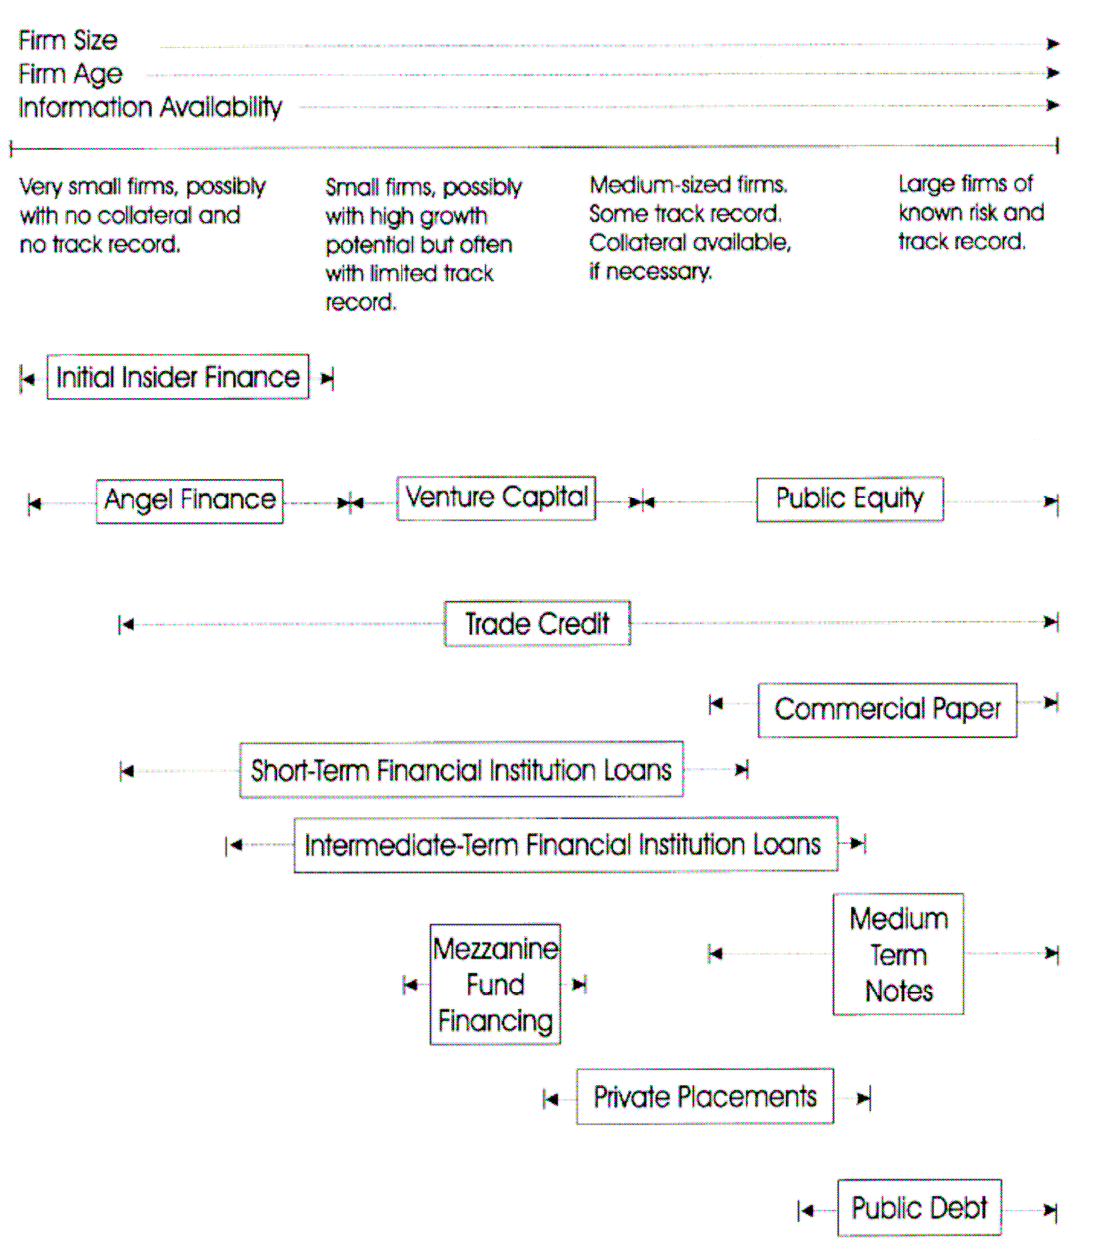 Firm Size
Firm Age
Information Availability
Very small firms, possibly
with no collateral and
no track record.
Small firms, possibly
with high growth
potential but often
with limited track
record.
Medium-sized firms.
Some track record.
Collateral available,
if necessary.
Large firms of
known risk and
track record.
Initial Insider Finance
Angel Finance
Venture Capital
Public Equity
Trade Credit
Commercial Paper
Short-Term Financial Institution Loans
Intermediate-Term Financial Institution Loans
Medium
Term
Notes
Mezzanine
Fund
Financing
Private Placements
Public Debt